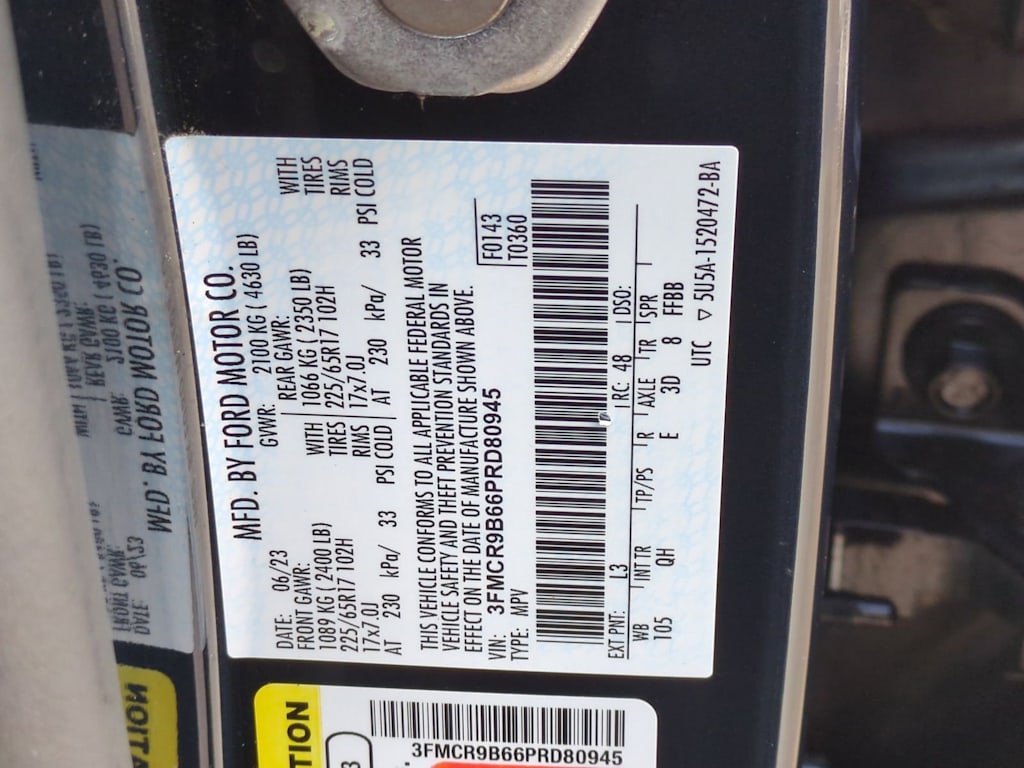 MFD. BY FORD MOTOR CO.
DATE: 06/23
GVWR: 2100 KG ( 4630 LB)
FRONT GAWR:
REAR GAWR:
1089 KG ( 2400 LB) WITH
1066 KG ( 2350 LB) WITH
225/65R17 102H TIRES
225/65R17 102H TIRES
17x7.0J RIMS
17x7.0J RIMS
AT 230 kPa/ 33 PSI COLD
AT 230 kPa/ 33 PSI COLD
THIS VEHICLE CONFORMS TO ALL APPLICABLE FEDERAL MOTOR
VEHICLE SAFETY AND THEFT PREVENTION STANDARDS IN
EFFECT ON THE DATE OF MANUFACTURE SHOWN ABOVE.
VIN: 3FMCR9B66PRD80945
TYPE: MPV
F0143
T0360
EXT PNT: L3 RC: 48 DSO:
WB INT TR TP/PS R AXLE TR SPR
105 QH E 3D 8 FFBB
UTC ▽ 5U5A-1520472-BA
TION
3FMCR9B66PRD80945